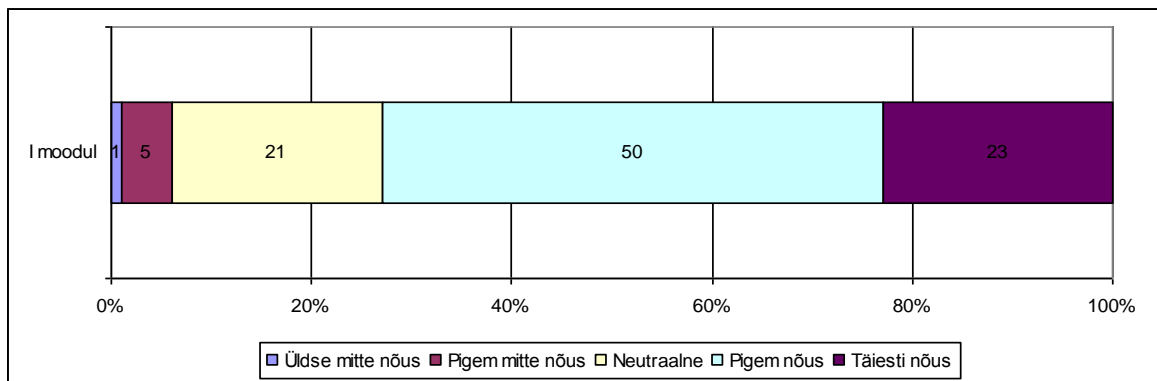 I moodul
1 5 21 50 23
0% 20% 40% 60% 80% 100%
Üldse mitte nõus Pigem mitte nõus Neutraalne Pigem nõus Täiesti nõus